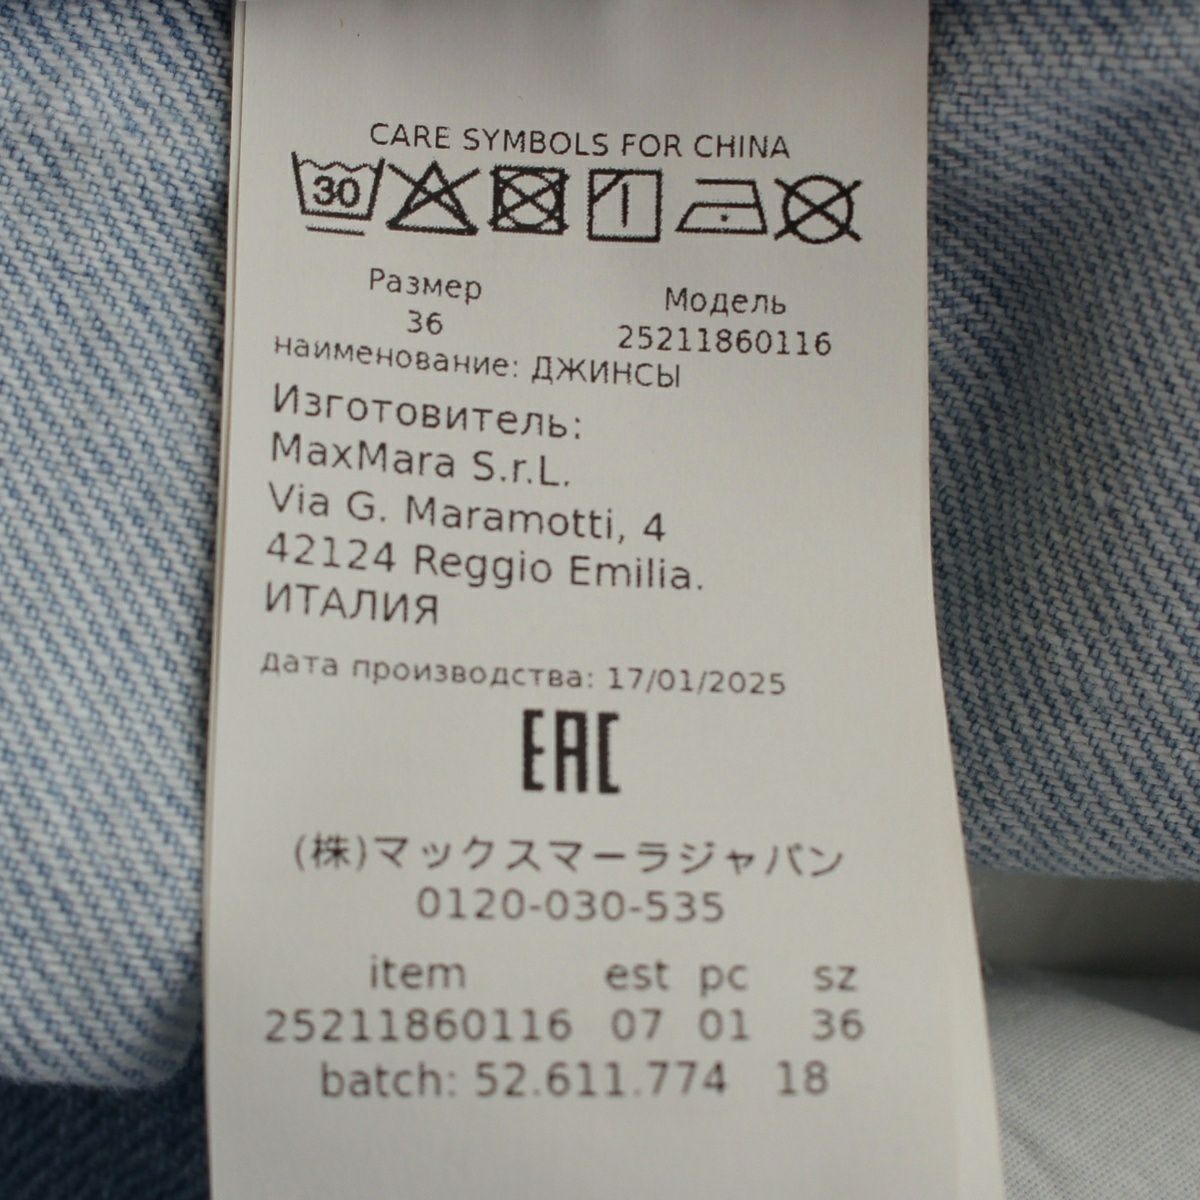 CARE SYMBOLS FOR CHINA
30
Размер Модель
36 25211860116
наименование: ДЖИНСЫ
Изготовитель:
MaxMara S.r.L.
Via G. Maramotti, 4
42124 Reggio Emilia.
ИТАЛИЯ
дата производства: 17/01/2025
EAC
(株)マックスマーラジャパン
0120-030-535
item est pc sz
25211860116 07 01 36
batch: 52.611.774 18